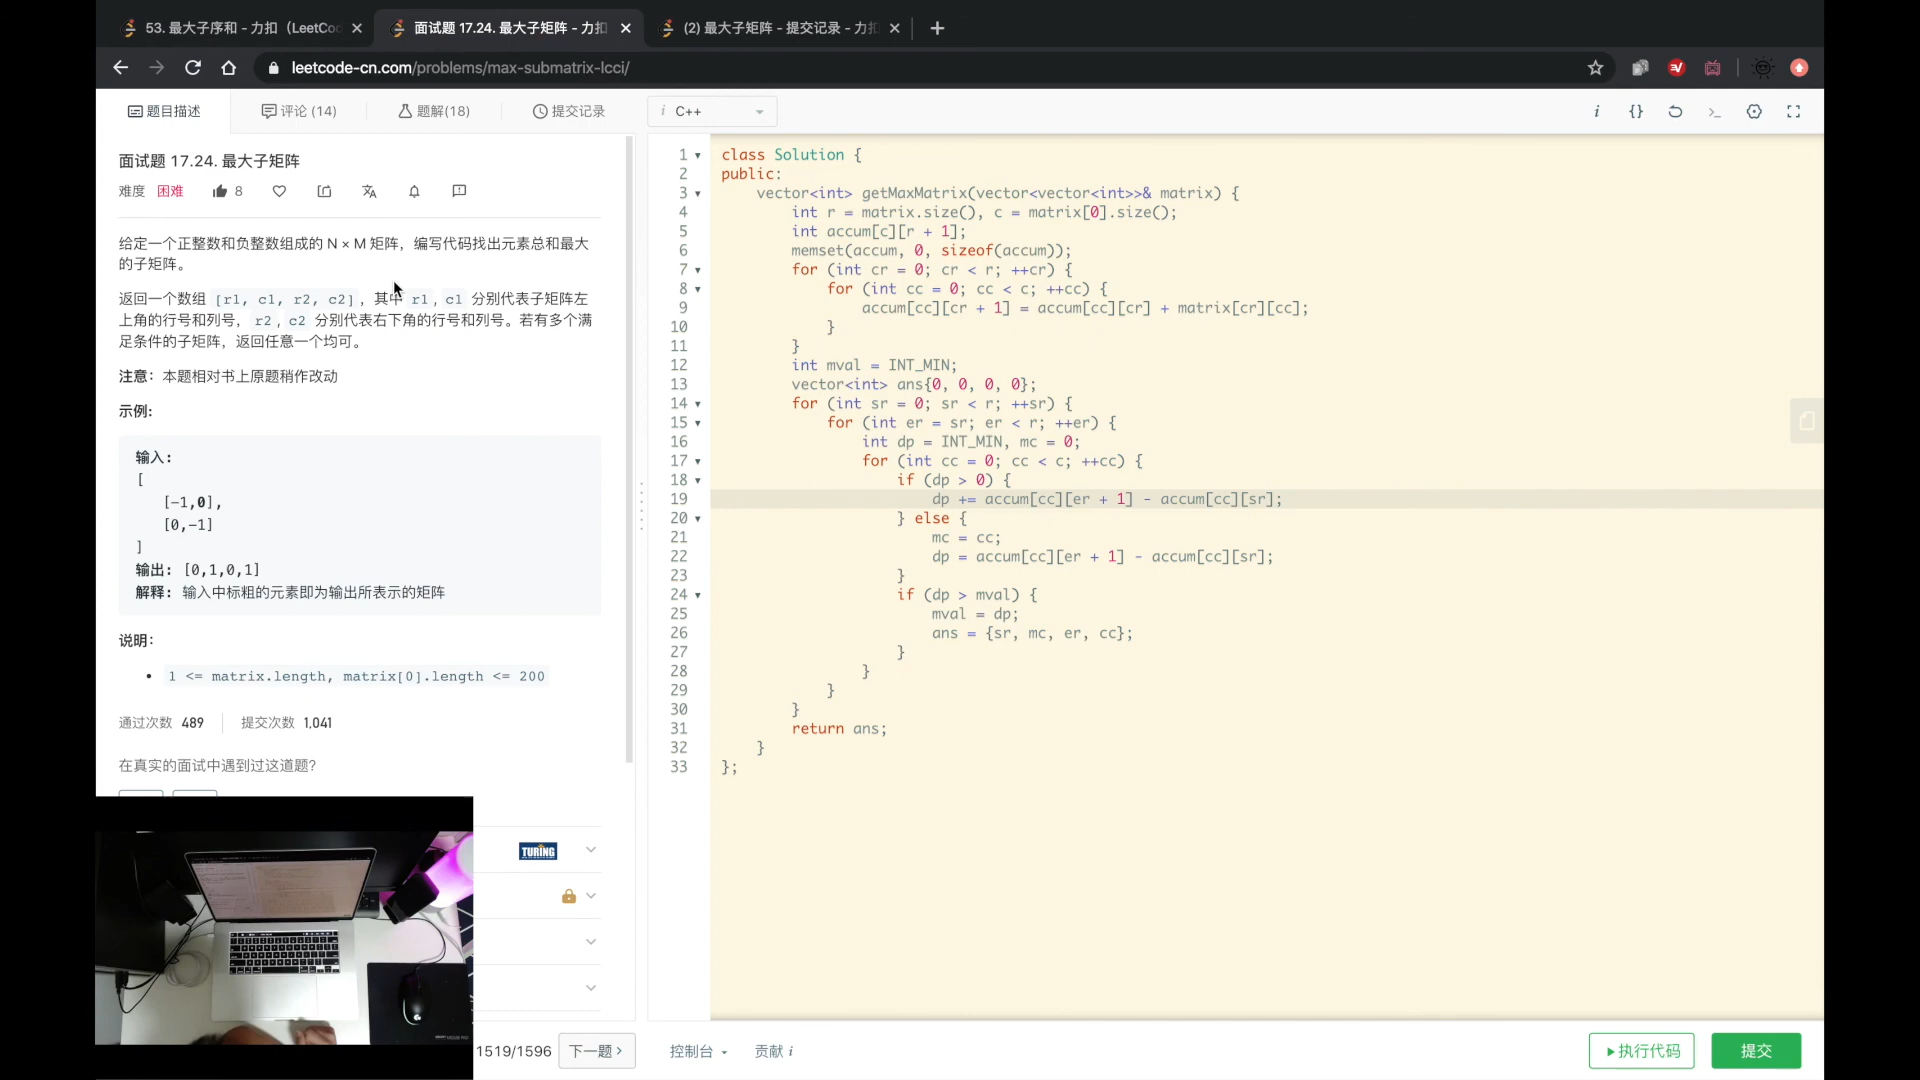 53. 最大子序和 - 力扣（LeetCo
面试题 17.24. 最大子矩阵 - 力扣
(2) 最大子矩阵 - 提交记录 - 力扣
leetcode-cn.com/problems/max-submatrix-lcci/
题目描述
评论 (14)
题解(18)
提交记录
i C++
面试题 17.24. 最大子矩阵
难度 困难 8
给定一个正整数和负整数组成的 N × M 矩阵，编写代码找出元素总和最大
的子矩阵。
返回一个数组 [r1, c1, r2, c2]，其中 r1, c1 分别代表子矩阵左
上角的行号和列号， r2, c2 分别代表右下角的行号和列号。若有多个满
足条件的子矩阵，返回任意一个均可。
注意：本题相对书上原题稍作改动
示例:
输入:
[
[-1,0],
[0,-1]
]
输出: [0,1,0,1]
解释: 输入中标粗的元素即为输出所表示的矩阵
说明:
• 1 <= matrix.length, matrix[0].length <= 200
通过次数 489 提交次数 1,041
在真实的面试中遇到过这道题?
TURING
1519/1596
下一题 >
1 class Solution {
2 public:
3 vector<int> getMaxMatrix(vector<vector<int>>& matrix) {
4 int r = matrix.size(), c = matrix[0].size();
5 int accum[c][r + 1];
6 memset(accum, 0, sizeof(accum));
7 for (int cr = 0; cr < r; ++cr) {
8 for (int cc = 0; cc < c; ++cc) {
9 accum[cc][cr + 1] = accum[cc][cr] + matrix[cr][cc];
10 }
11 }
12 int mval = INT_MIN;
13 vector<int> ans{0, 0, 0, 0};
14 for (int sr = 0; sr < r; ++sr) {
15 for (int er = sr; er < r; ++er) {
16 int dp = INT_MIN, mc = 0;
17 for (int cc = 0; cc < c; ++cc) {
18 if (dp > 0) {
19 dp += accum[cc][er + 1] - accum[cc][sr];
20 } else {
21 mc = cc;
22 dp = accum[cc][er + 1] - accum[cc][sr];
23 }
24 if (dp > mval) {
25 mval = dp;
26 ans = {sr, mc, er, cc};
27 }
28 }
29 }
30 }
31 return ans;
32 }
33 };
控制台
贡献 i
执行代码
提交